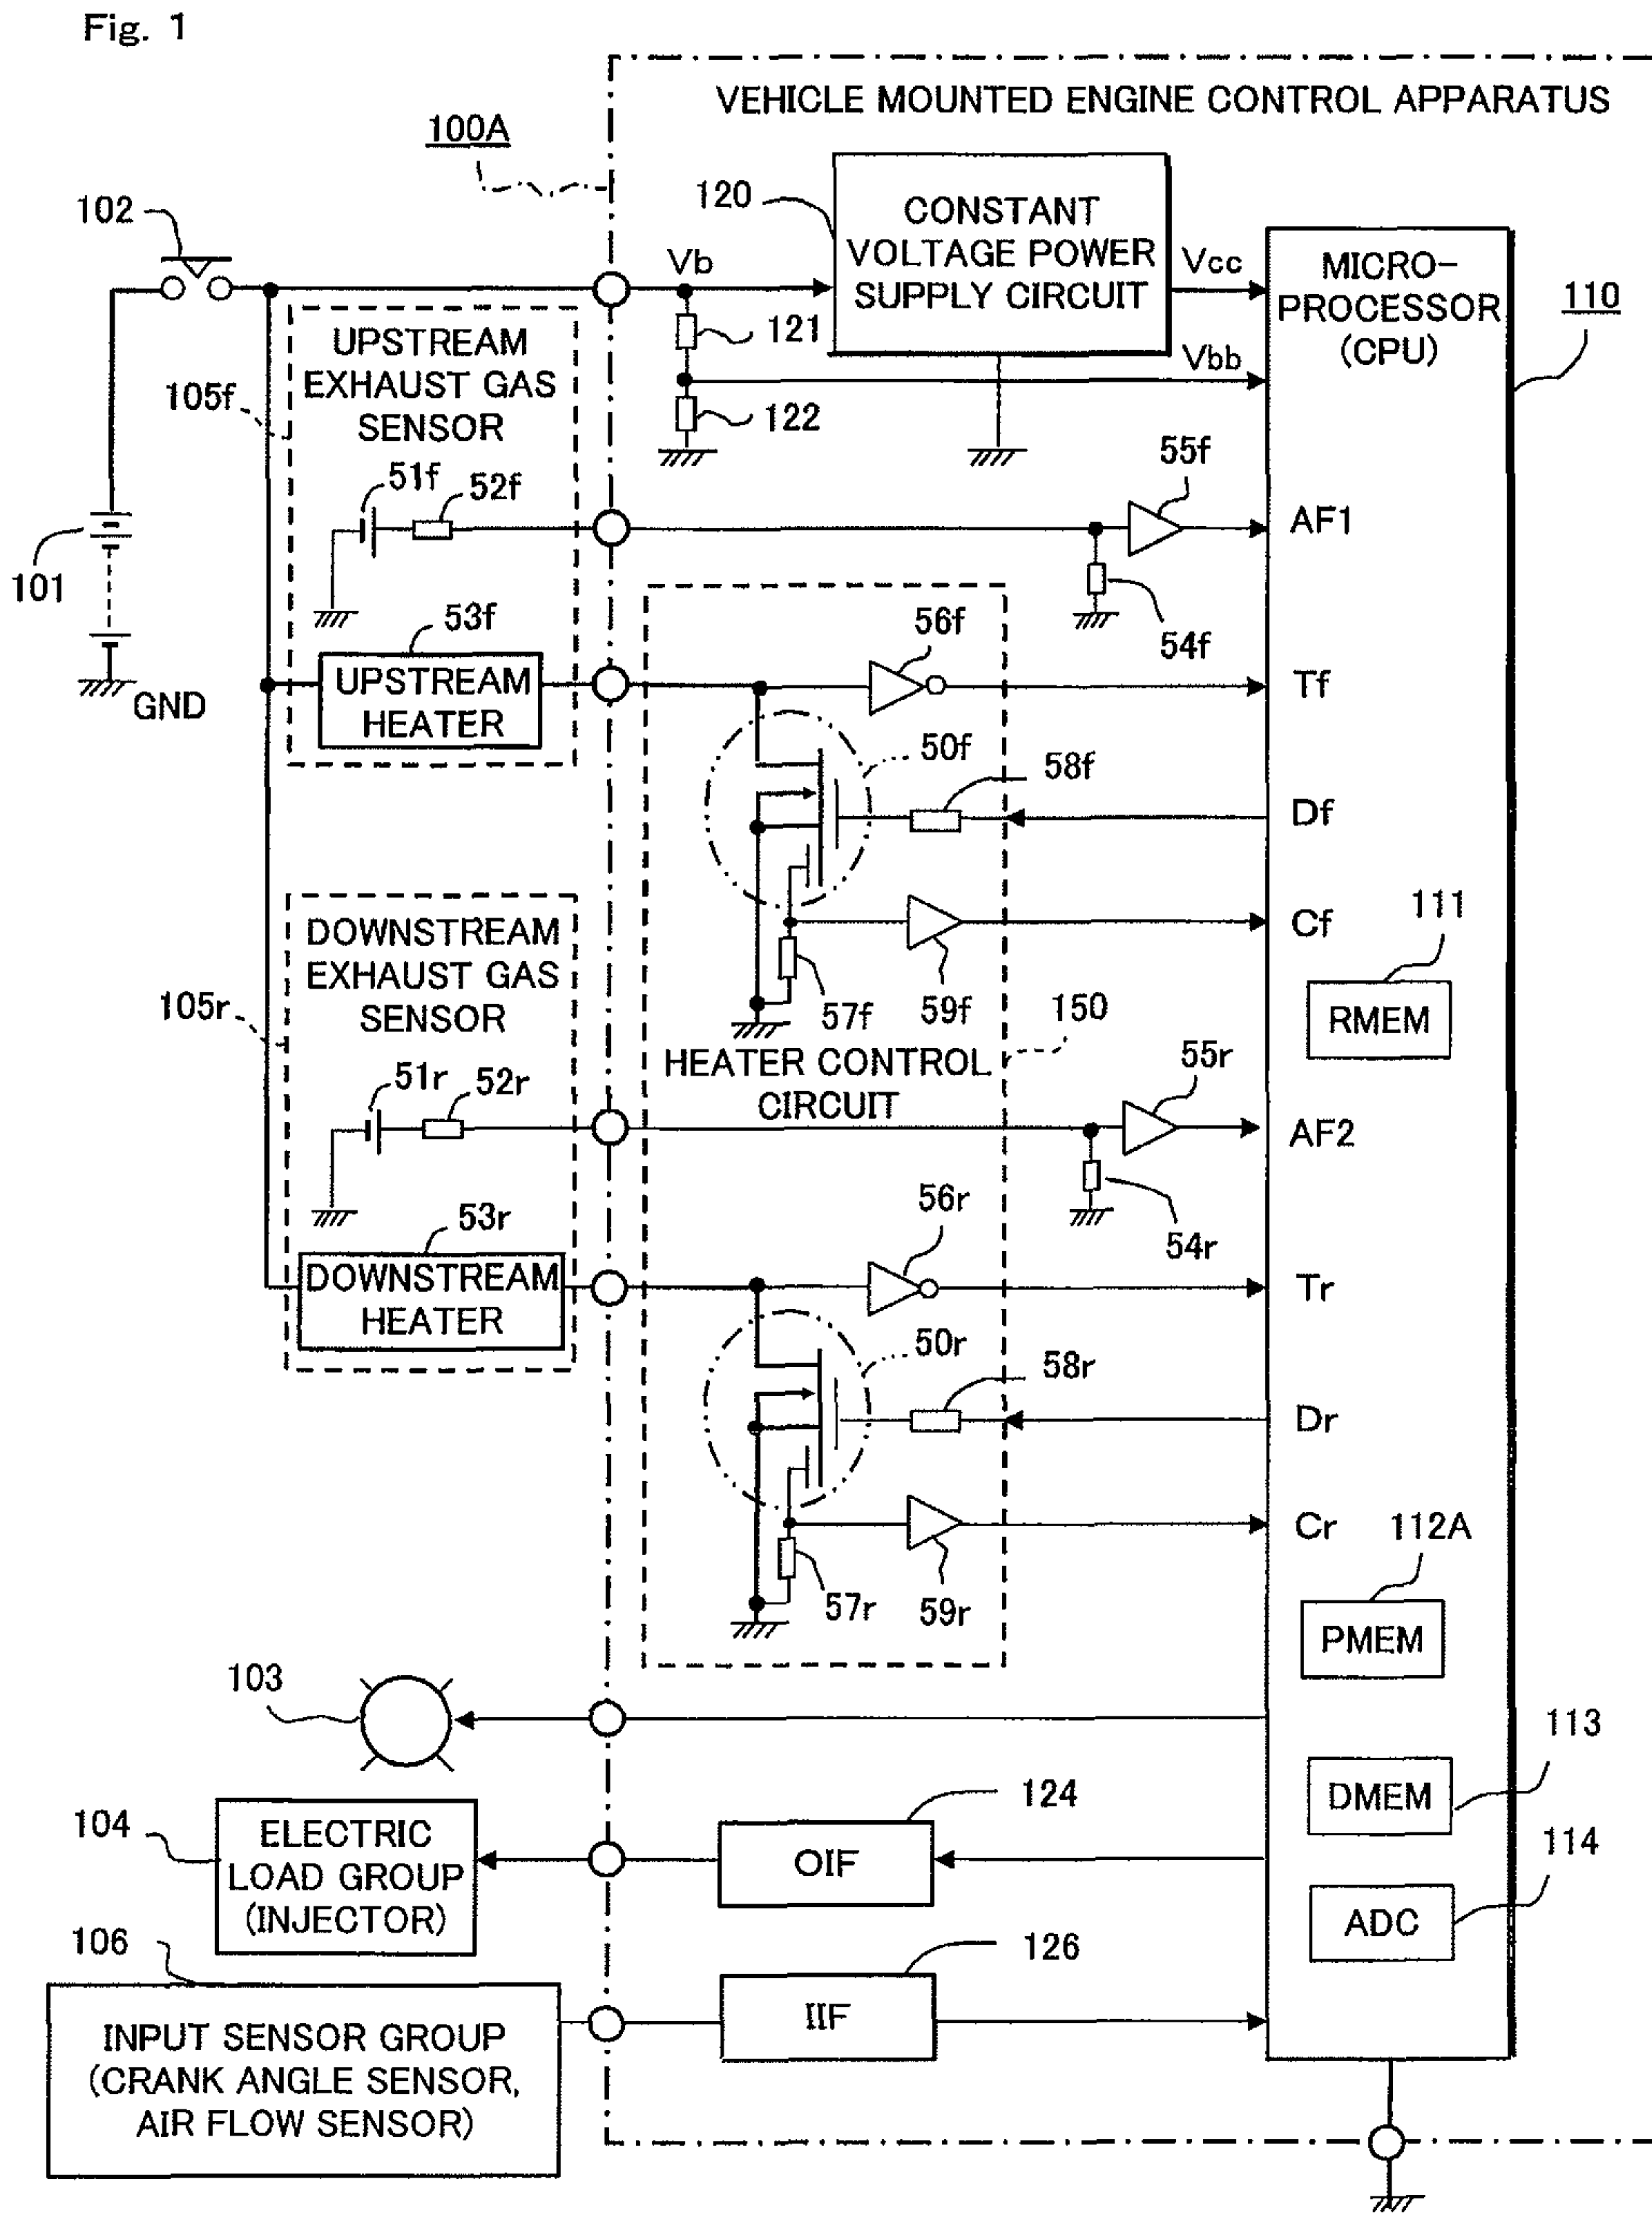 Fig. 1
VEHICLE MOUNTED ENGINE CONTROL APPARATUS
100A
120
CONSTANT
VOLTAGE POWER
SUPPLY CIRCUIT
102
Vb
Vcc
MICRO-
PROCESSOR
(CPU)
110
121
Vbb
122
UPSTREAM
EXHAUST GAS
SENSOR
105f
51f
52f
55f
AF1
101
54f
53f
56f
UPSTREAM
HEATER
Tf
GND
50f
58f
Df
Cf
111
DOWNSTREAM
EXHAUST GAS
SENSOR
105r
57f
59f
150
RMEM
HEATER CONTROL
CIRCUIT
51r
52r
55r
AF2
54r
53r
56r
DOWNSTREAM
HEATER
Tr
50r
58r
Dr
Cr
112A
57r
59r
PMEM
103
113
DMEM
104
ELECTRIC
LOAD GROUP
(INJECTOR)
124
OIF
114
ADC
106
126
IIF
INPUT SENSOR GROUP
(CRANK ANGLE SENSOR,
AIR FLOW SENSOR)